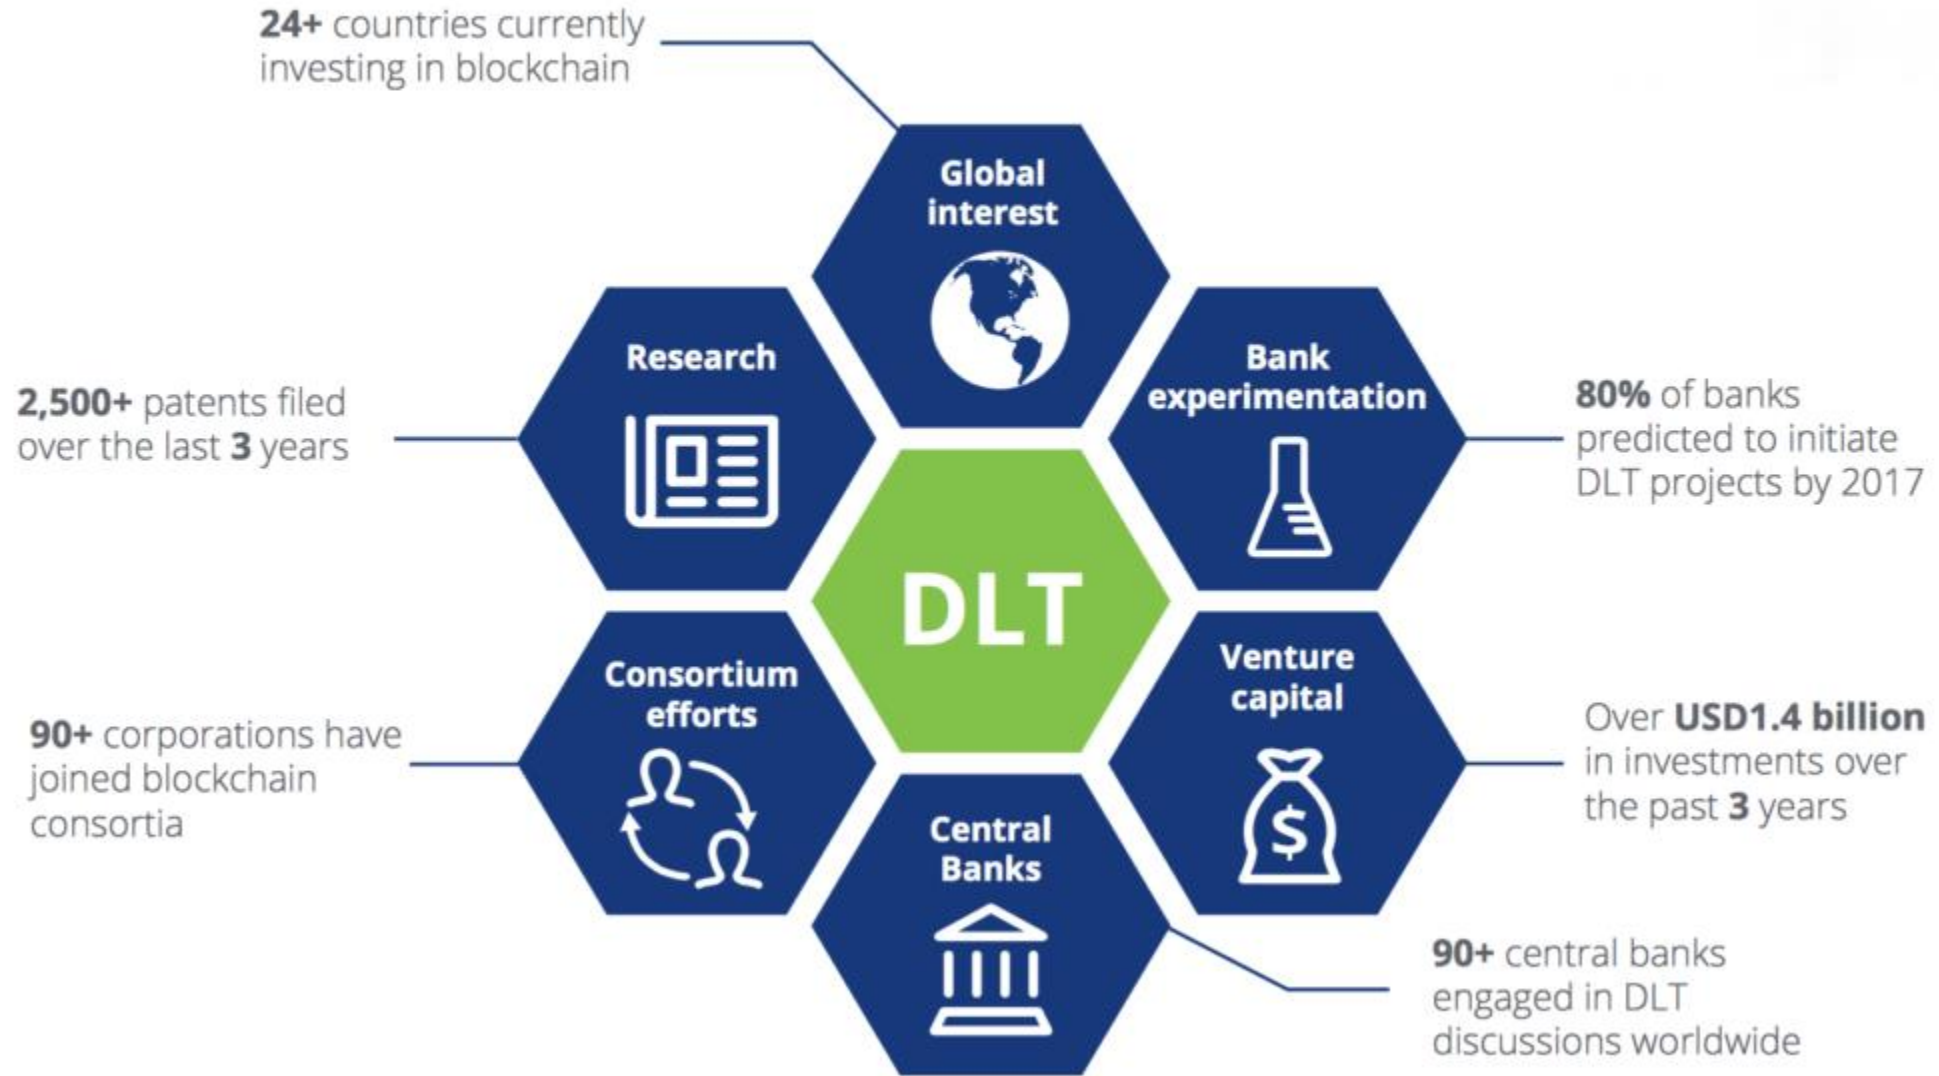 24+ countries currently
investing in blockchain
Global
interest
Research
2,500+ patents filed
over the last 3 years
Bank
experimentation
80% of banks
predicted to initiate
DLT projects by 2017
DLT
Consortium
efforts
90+ corporations have
joined blockchain
consortia
Venture
capital
$
Over USD1.4 billion
in investments over
the past 3 years
Central
Banks
90+ central banks
engaged in DLT
discussions worldwide